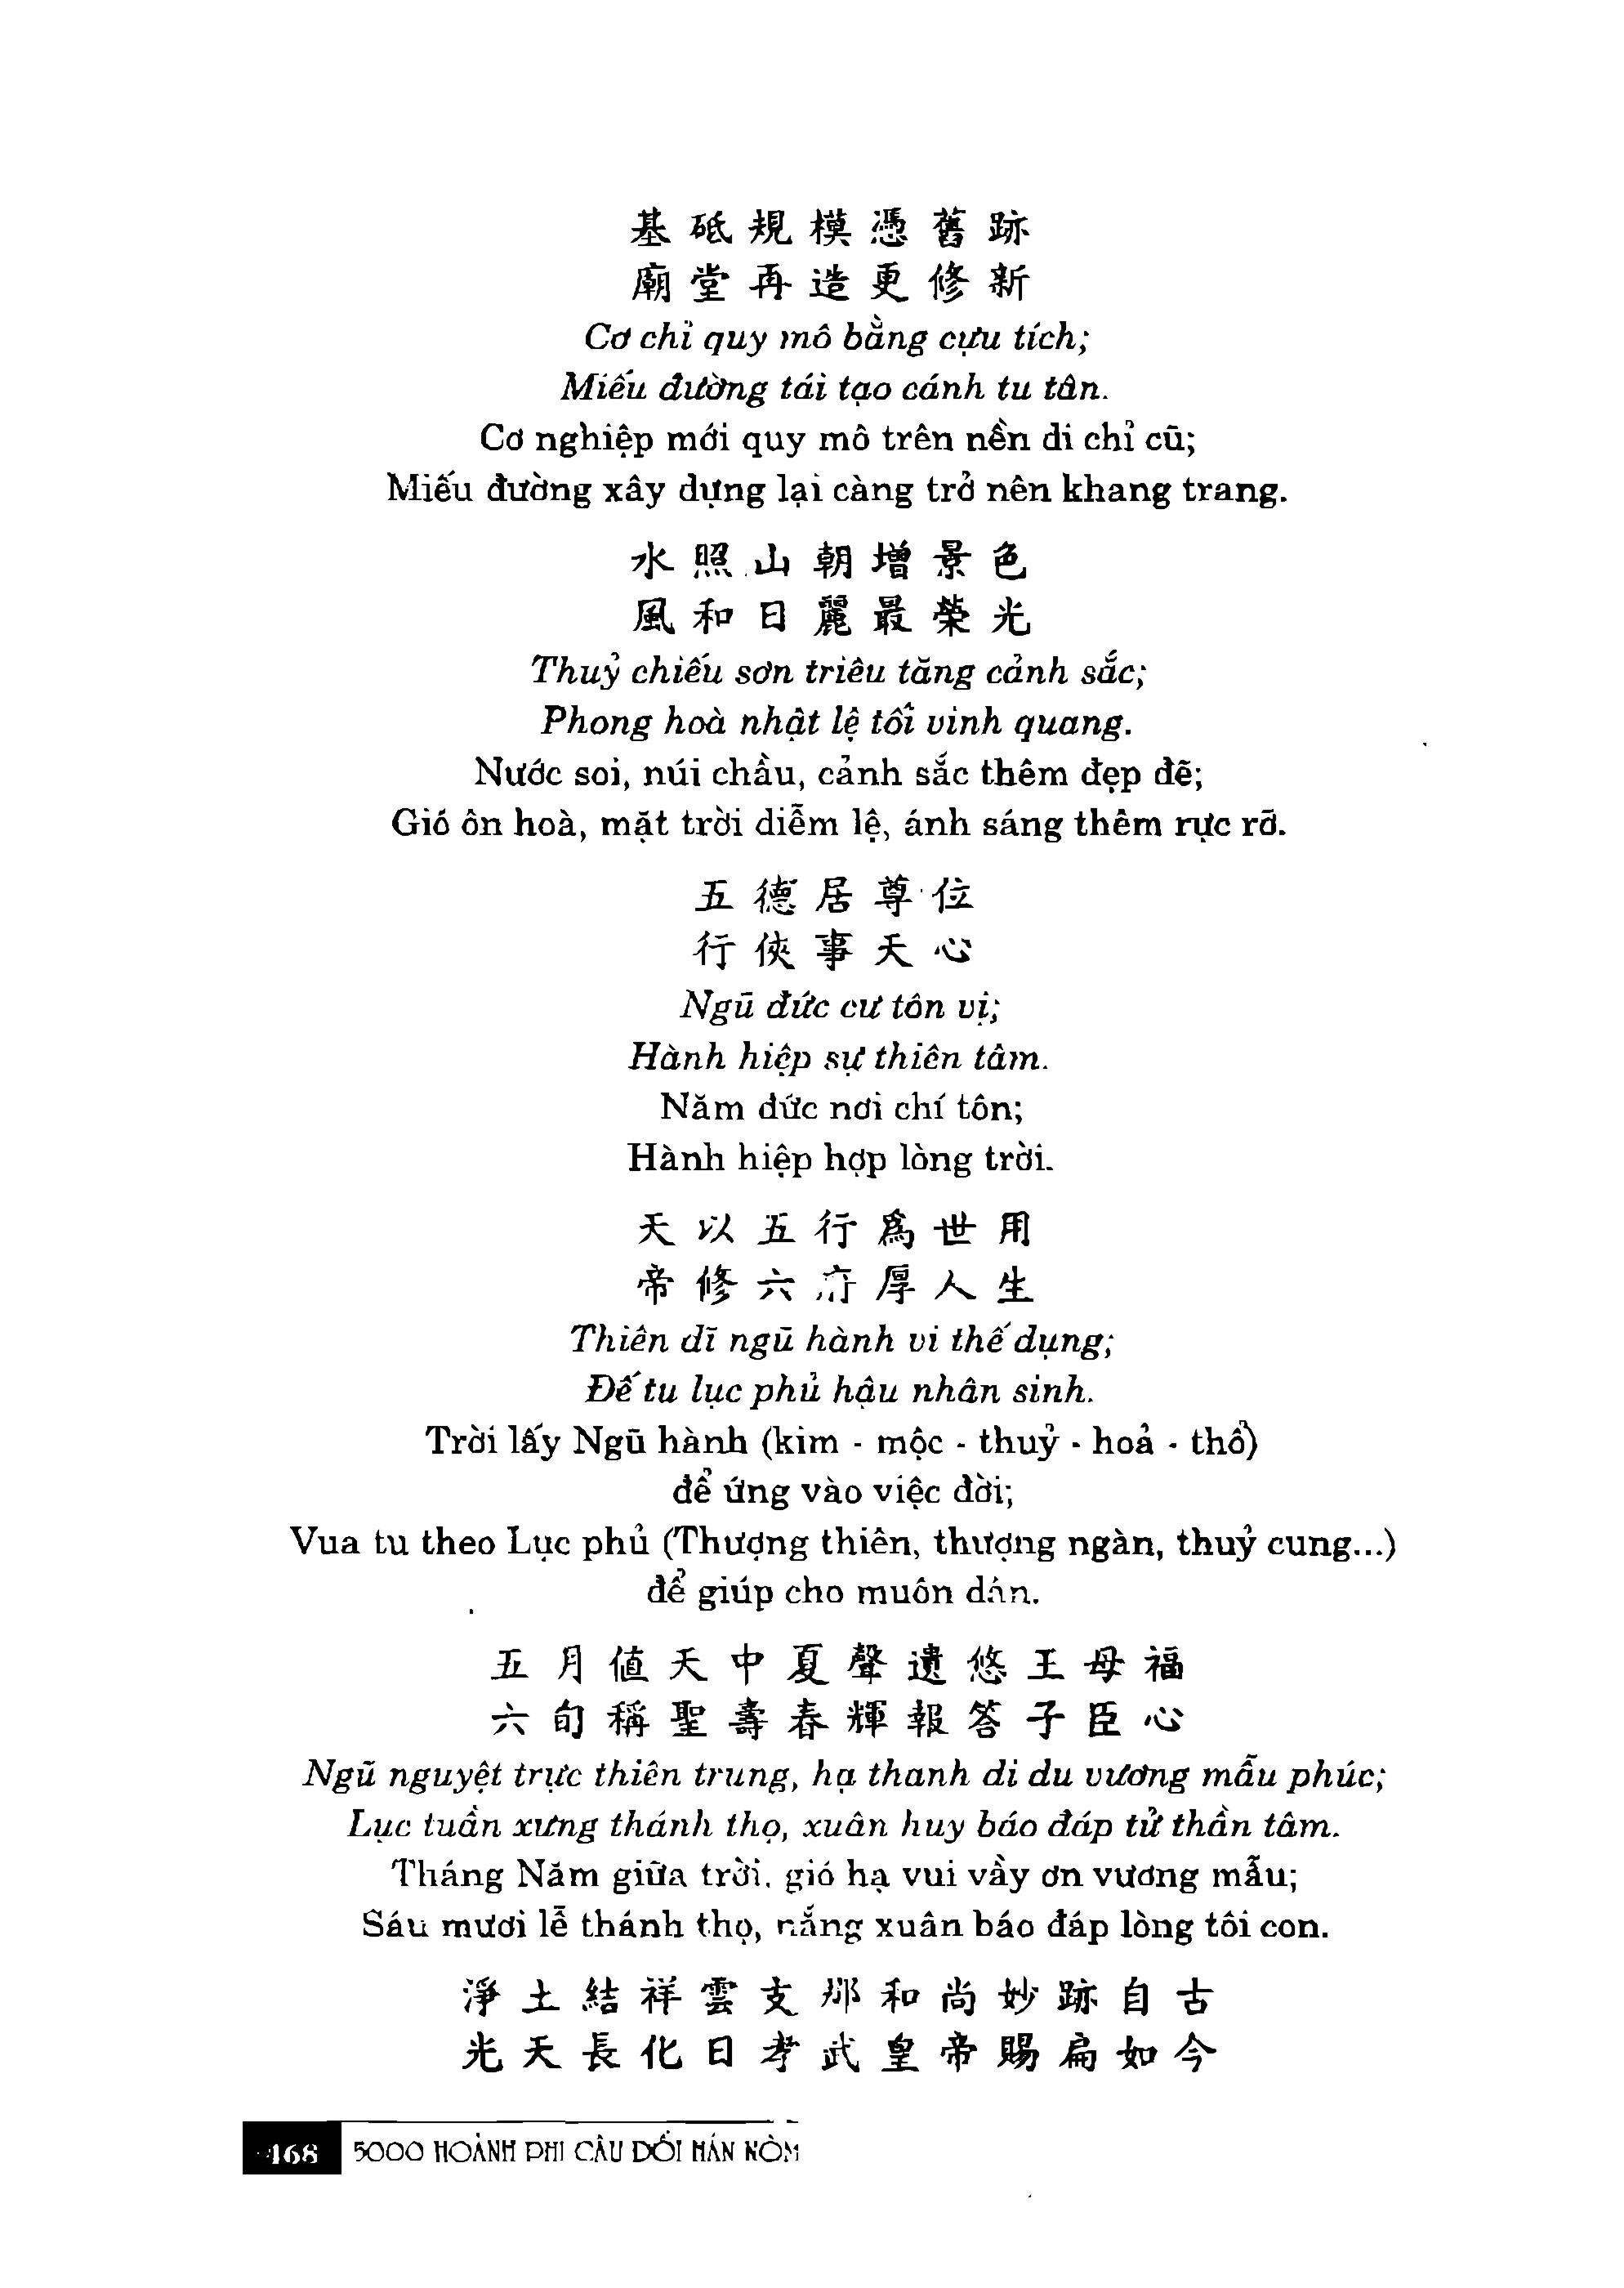 基砥規模憑舊跡
廟堂再造更修新
Cơ chỉ quy mô bằng cựu tích;
Miếu đường tái tạo cánh tu tân.
Cơ nghiệp mới quy mô trên nền di chỉ cũ;
Miếu đường xây dựng lại càng trở nên khang trang.
水照山朝增景色
風和日麗最榮光
Thuỷ chiếu sơn triêu tăng cảnh sắc;
Phong hoà nhật lệ tối vinh quang.
Nước soi, núi chầu, cảnh sắc thêm đẹp đẽ;
Gió ôn hoà, mặt trời diễm lệ, ánh sáng thêm rực rỡ.
五德居尊位
行俠事天心
Ngũ đức cư tôn vị;
Hành hiệp sự thiên tâm.
Năm đức nơi chí tôn;
Hành hiệp hợp lòng trời.
天以五行為世用
帝修六府厚人生
Thiên dĩ ngũ hành vi thế dụng;
Đế tu lục phủ hậu nhân sinh.
Trời lấy Ngũ hành (kim - mộc - thuỷ - hoả - thổ)
để ứng vào việc đời;
Vua tu theo Lục phủ (Thượng thiên, thượng ngàn, thuỷ cung...)
để giúp cho muôn dân.
五月值天中夏聲遺悠王母福
六旬稱聖壽春輝報答子臣心
Ngũ nguyệt trực thiên trung, hạ thanh di du vương mẫu phúc;
Lục tuần xưng thánh thọ, xuân huy báo đáp tử thần tâm.
Tháng Năm giữa trời, gió hạ vui vầy ơn vương mẫu;
Sáu mươi lễ thánh thọ, nắng xuân báo đáp lòng tôi con.
淨土結祥雲支那和尚妙跡自古
光天長化日孝武皇帝賜扁如今
468 5000 HOÀNH PHI CÂU ĐỐI HÁN NÔM